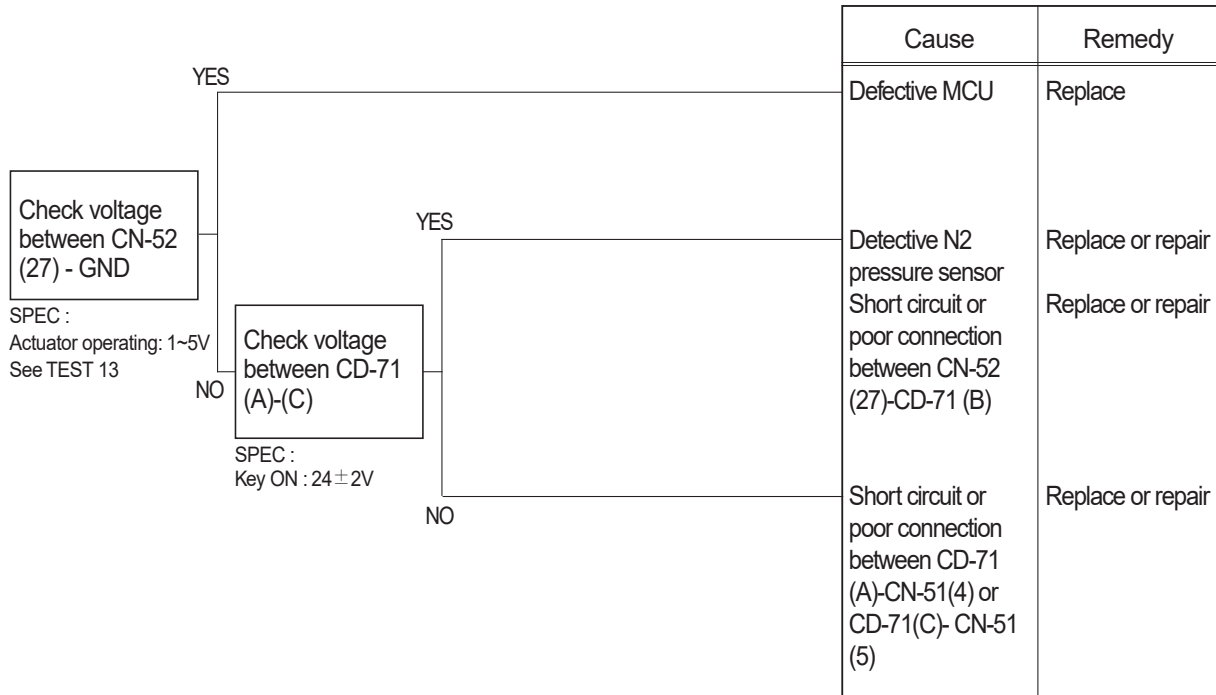 Cause
Remedy
YES
Defective MCU
Replace
Check voltage
between CN-52
(27) - GND
SPEC :
Actuator operating: 1~5V
See TEST 13
YES
Detective N2
pressure sensor
Replace or repair
Short circuit or
poor connection
between CN-52
(27)-CD-71 (B)
Replace or repair
NO
Check voltage
between CD-71
(A)-(C)
SPEC :
Key ON : 24±2V
NO
Short circuit or
poor connection
between CD-71
(A)-CN-51(4) or
CD-71(C)- CN-51
(5)
Replace or repair